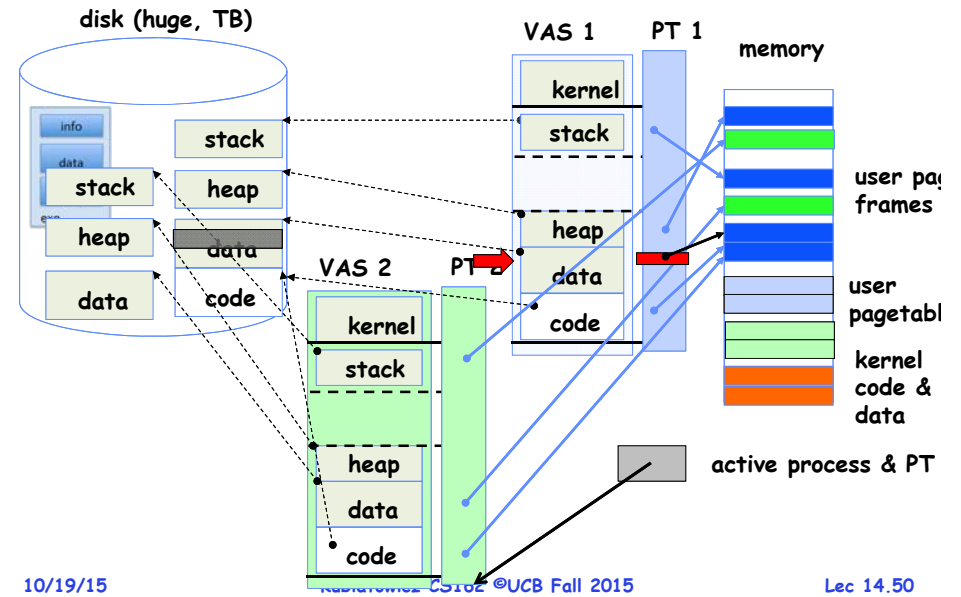 disk (huge, TB)
VAS 1
PT 1
memory
info
data
stack
heap
data
stack
heap
data
code
kernel
stack
heap
data
code
VAS 2
PT 2
kernel
stack
heap
data
code
user pag
frames
user
pagetabl
kernel
code &
data
active process & PT
10/19/15
Kubiatowicz CS162 ©UCB Fall 2015
Lec 14.50